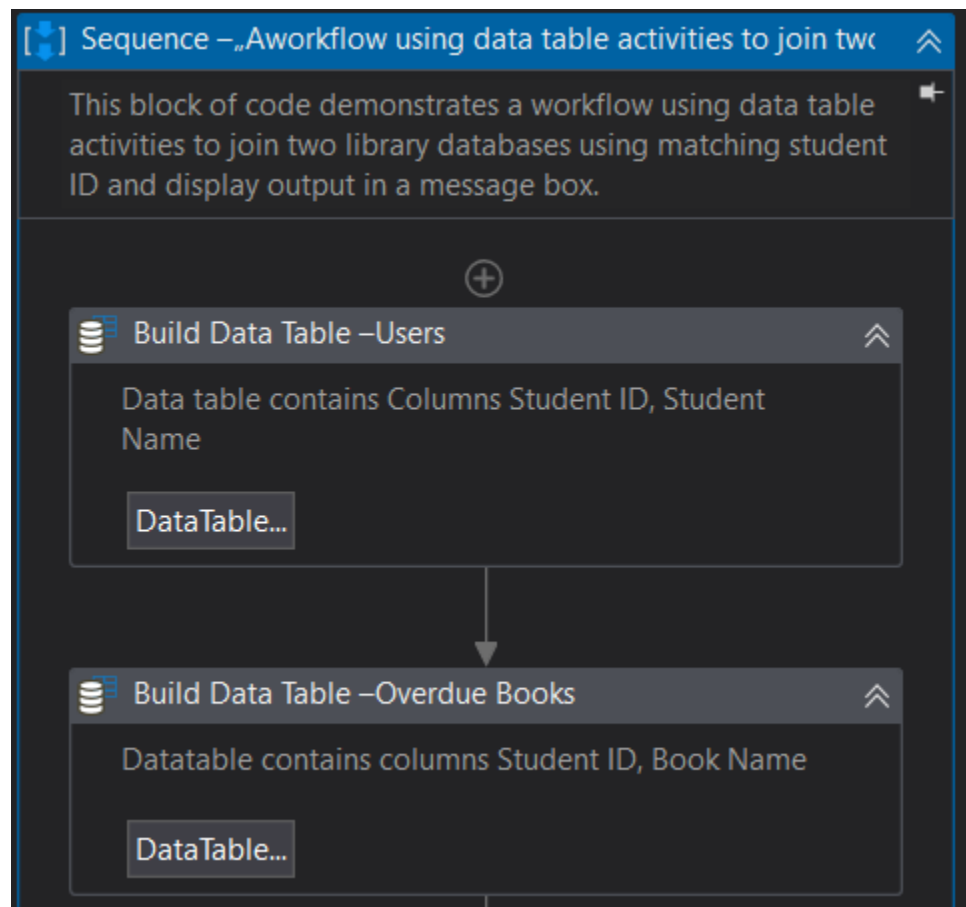 Sequence –„Aworkflow using data table activities to join two
This block of code demonstrates a workflow using data table
activities to join two library databases using matching student
ID and display output in a message box.
Build Data Table –Users
Data table contains Columns Student ID, Student
Name
DataTable...
Build Data Table –Overdue Books
Datatable contains columns Student ID, Book Name
DataTable...